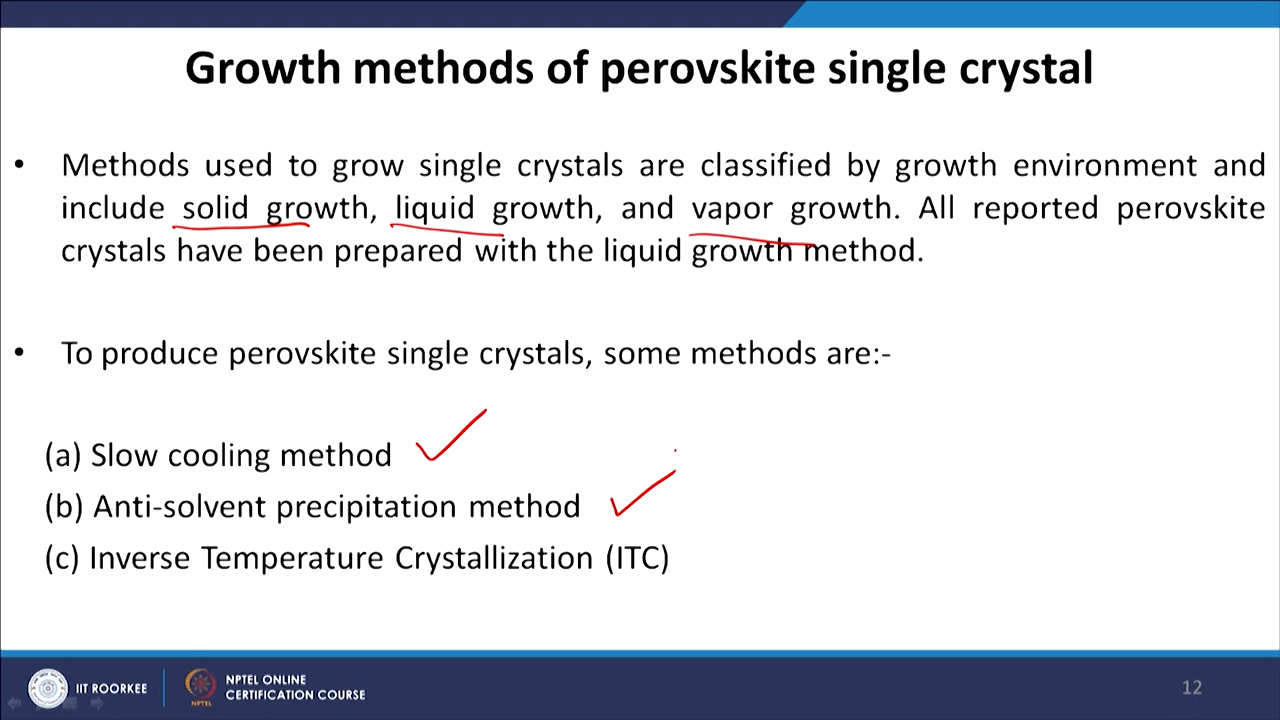 Growth methods of perovskite single crystal
• Methods used to grow single crystals are classified by growth environment and
include solid growth, liquid growth, and vapor growth. All reported perovskite
crystals have been prepared with the liquid growth method.
• To produce perovskite single crystals, some methods are:-
(a) Slow cooling method
(b) Anti-solvent precipitation method
(c) Inverse Temperature Crystallization (ITC)
IIT ROORKEE
NPTEL
NPTEL ONLINE
CERTIFICATION COURSE
12